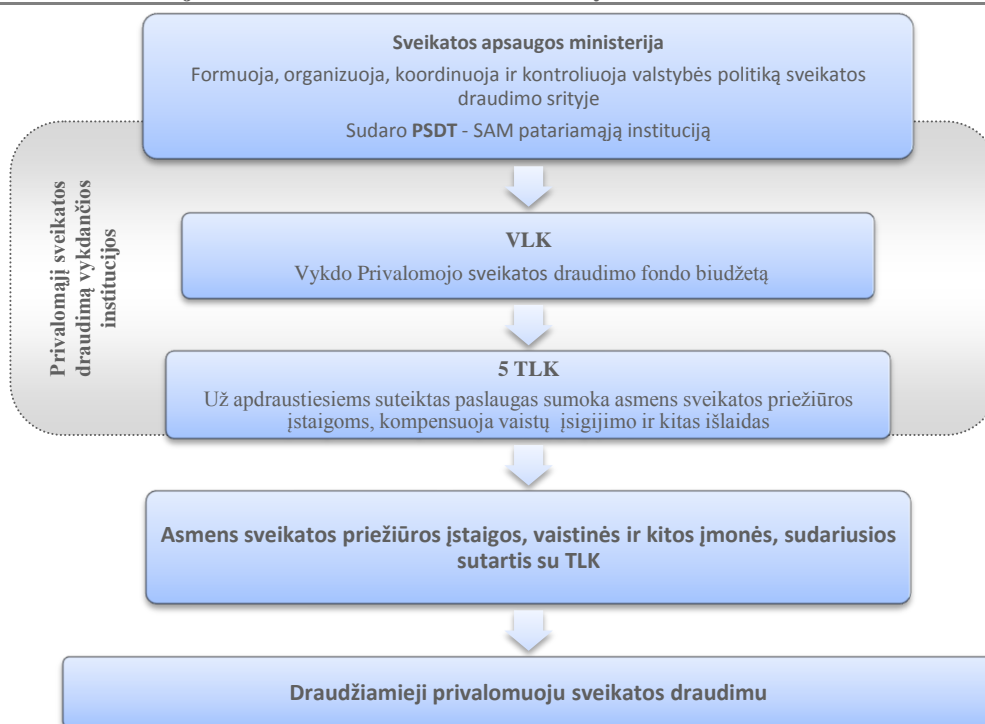 Sveikatos apsaugos ministerija
Formuoja, organizuoja, koordinuoja ir kontroliuoja valstybės politiką sveikatos
draudimo srityje
Sudaro PSDT - SAM patariamąją instituciją
Privalomąjį sveikatos
draudimą vykdančios
institucijos
VLK
Vykdo Privalomojo sveikatos draudimo fondo biudžetą
5 TLK
Už apdraustiesiems suteiktas paslaugas sumoka asmens sveikatos priežiūros
įstaigoms, kompensuoja vaistų įsigijimo ir kitas išlaidas
Asmens sveikatos priežiūros įstaigos, vaistinės ir kitos įmonės, sudariusios
sutartis su TLK
Draudžiamieji privalomuoju sveikatos draudimu